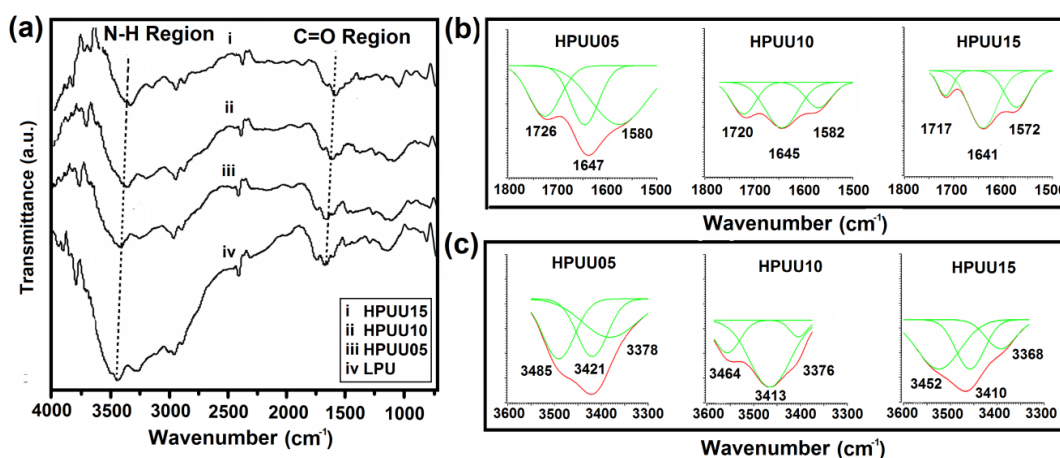 (a)
N-H Region
C=O Region
i
ii
iii
iv
i HPUU15
ii HPUU10
iii HPUU05
iv LPU
Transmittance (a.u.)
4000 3500 3000 2500 2000 1500 1000
Wavenumber (cm-1)
(b)
HPUU05
HPUU10
HPUU15
1726
1580
1647
1720
1582
1645
1717
1572
1641
1800 1700 1600 1500
1800 1700 1600 1500
1800 1700 1600 1500
Wavenumber (cm-1)
(c)
HPUU05
HPUU10
HPUU15
3485
3421
3378
3464
3413
3376
3452
3410
3368
3600 3500 3400 3300
3600 3500 3400 3300
3600 3500 3400 3300
Wavenumber (cm-1)